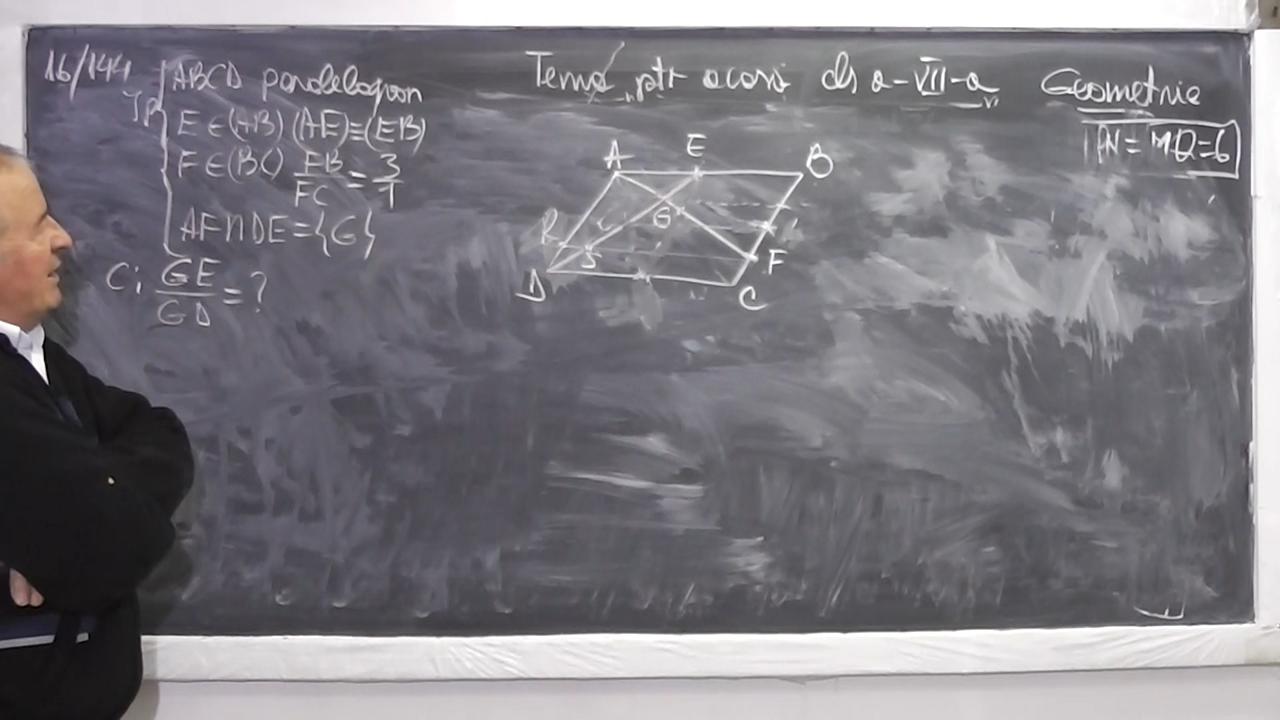 16/144
Ip ABCD paralelogram
E ∈ (AB) (AE) ≡ (EB)
F ∈ (BC) FB/FC = 3/1
AF ∩ DE = {G}
C: GE/GD = ?
Temă ptr acasă cls a-VII-a
Geometrie
PN = MQ = 6
A E B
G
R S F
D C